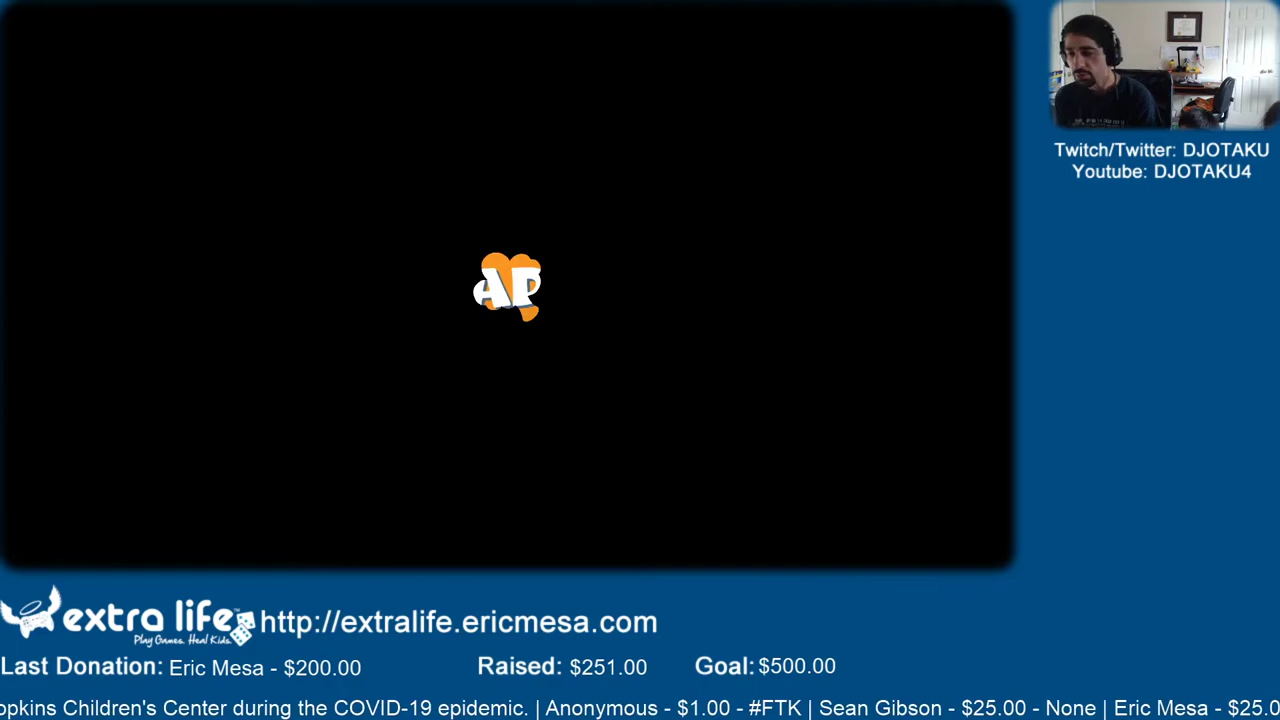 Twitch/Twitter: DJOTAKU
Youtube: DJOTAKU4
AP
extra life
Play Games. Heal Kids.
http://extralife.ericmesa.com
Last Donation: Eric Mesa - $200.00 Raised: $251.00 Goal: $500.00
opkins Children's Center during the COVID-19 epidemic. | Anonymous - $1.00 - #FTK | Sean Gibson - $25.00 - None | Eric Mesa - $25.0